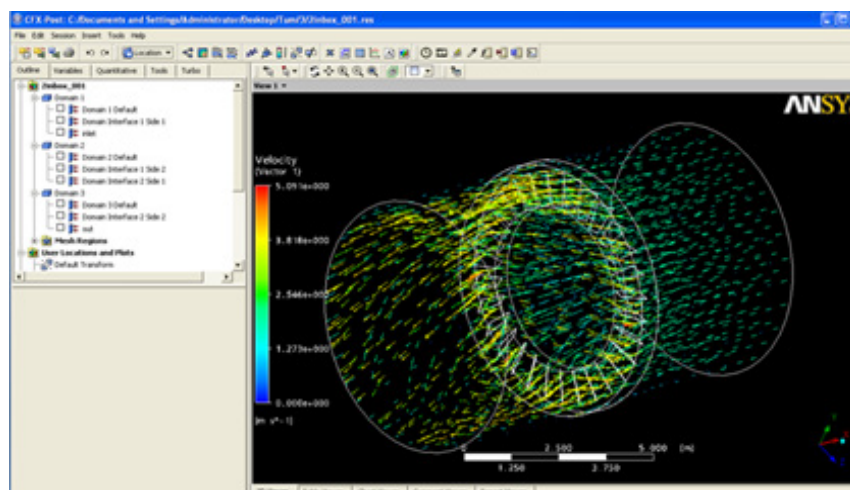 CFX-Post: C:/Documents and Settings/Administrator/Desktop/Tum/3/2inbox_001.res
File Edit Session Insert Tools Help
Location
Outline Variables Quantitative Tools Turbo
2inbox_001
Domain 1
Domain 1 Default
Domain Interface 1 Side 1
inlet
Domain 2
Domain 2 Default
Domain Interface 1 Side 2
Domain Interface 2 Side 1
Domain 3
Domain 3 Default
Domain Interface 2 Side 2
out
Mesh Regions
User Locations and Plots
Default Transform
View 1
ANSYS
Velocity
(Vector 1)
5.091e+000
3.818e+000
2.546e+000
1.273e+000
0.000e+000
[m s^-1]
0 2.500 5.000 [m]
1.250 3.750